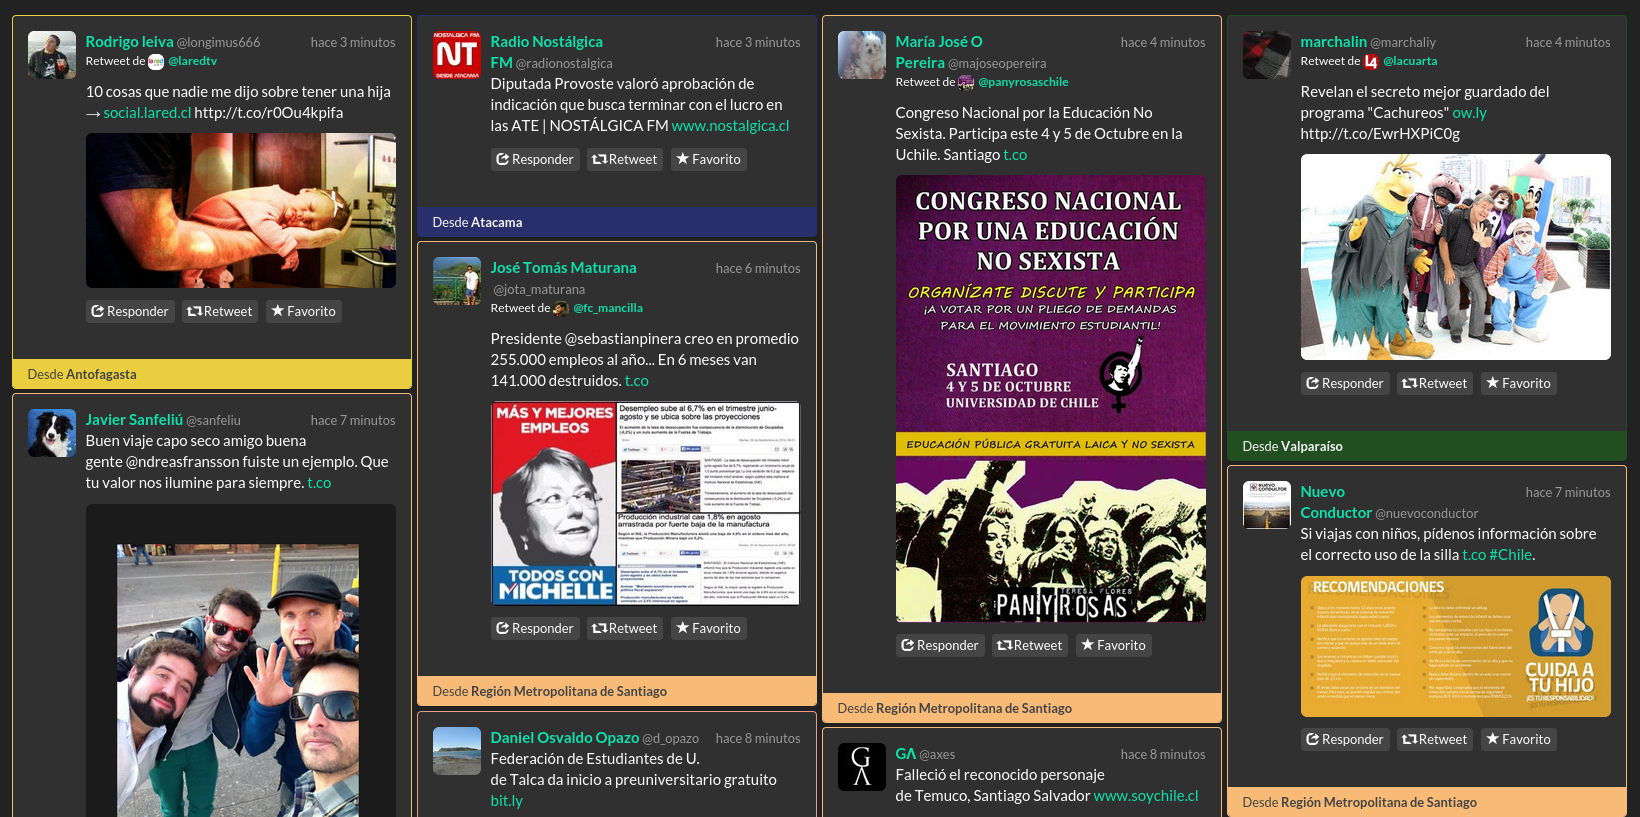 Rodrigo leiva @longimus666 hace 3 minutos
Retweet de @laredtv
10 cosas que nadie me dijo sobre tener una hija
→ social.lared.cl http://t.co/r0Ou4kpifa
Responder Retweet Favorito
Desde Antofagasta
Javier Sanfeliú @sanfeliu hace 7 minutos
Buen viaje capo seco amigo buena
gente @ndreasfransson fuiste un ejemplo. Que
tu valor nos ilumine para siempre. t.co
NOSTALGICA FM
NT
DESDE ATACAMA
Radio Nostálgica hace 3 minutos
FM @radionostalgica
Diputada Provoste valoró aprobación de
indicación que busca terminar con el lucro en
las ATE | NOSTÁLGICA FM www.nostalgica.cl
Responder Retweet Favorito
Desde Atacama
José Tomás Maturana hace 6 minutos
@jota_maturana
Retweet de @fc_mancilla
Presidente @sebastianpinera creo en promedio
255.000 empleos al año... En 6 meses van
141.000 destruidos. t.co
MÁS Y MEJORES
EMPLEOS
TODOS CON
MICHELLE
Desempleo sube al 6,7% en el trimestre junio-
agosto y se ubica sobre las proyecciones
Producción industrial cae 1,8% en agosto
arrastrada por fuerte baja de la manufactura
Responder Retweet Favorito
Desde Región Metropolitana de Santiago
Daniel Osvaldo Opazo @d_opazo hace 8 minutos
Federación de Estudiantes de U.
de Talca da inicio a preuniversitario gratuito
bit.ly
María José O hace 4 minutos
Pereira @majoseopereira
Retweet de @panyrosaschile
Congreso Nacional por la Educación No
Sexista. Participa este 4 y 5 de Octubre en la
Uchile. Santiago t.co
CONGRESO NACIONAL
POR UNA EDUCACIÓN
NO SEXISTA
ORGANÍZATE DISCUTE Y PARTICIPA
¡A VOTAR POR UN PLIEGO DE DEMANDAS
PARA EL MOVIMIENTO ESTUDIANTIL!
SANTIAGO
4 Y 5 DE OCTUBRE
UNIVERSIDAD DE CHILE
EDUCACIÓN PÚBLICA GRATUITA LAICA Y NO SEXISTA
TERESA FLORES
PANYROSAS
Responder Retweet Favorito
Desde Región Metropolitana de Santiago
GΛ
GΛ @axes hace 8 minutos
Falleció el reconocido personaje
de Temuco, Santiago Salvador www.soychile.cl
marchalin @marchaliy hace 4 minutos
Retweet de L4 @lacuarta
Revelan el secreto mejor guardado del
programa "Cachureos" ow.ly
http://t.co/EwrHXPiC0g
Responder Retweet Favorito
Desde Valparaíso
NUEVO
CONDUCTOR
Nuevo hace 7 minutos
Conductor @nuevoconductor
Si viajas con niños, pídenos información sobre
el correcto uso de la silla t.co #Chile.
RECOMENDACIONES
CUIDA A
TU HIJO
¡ES TU RESPONSABILIDAD!
Responder Retweet Favorito
Desde Región Metropolitana de Santiago